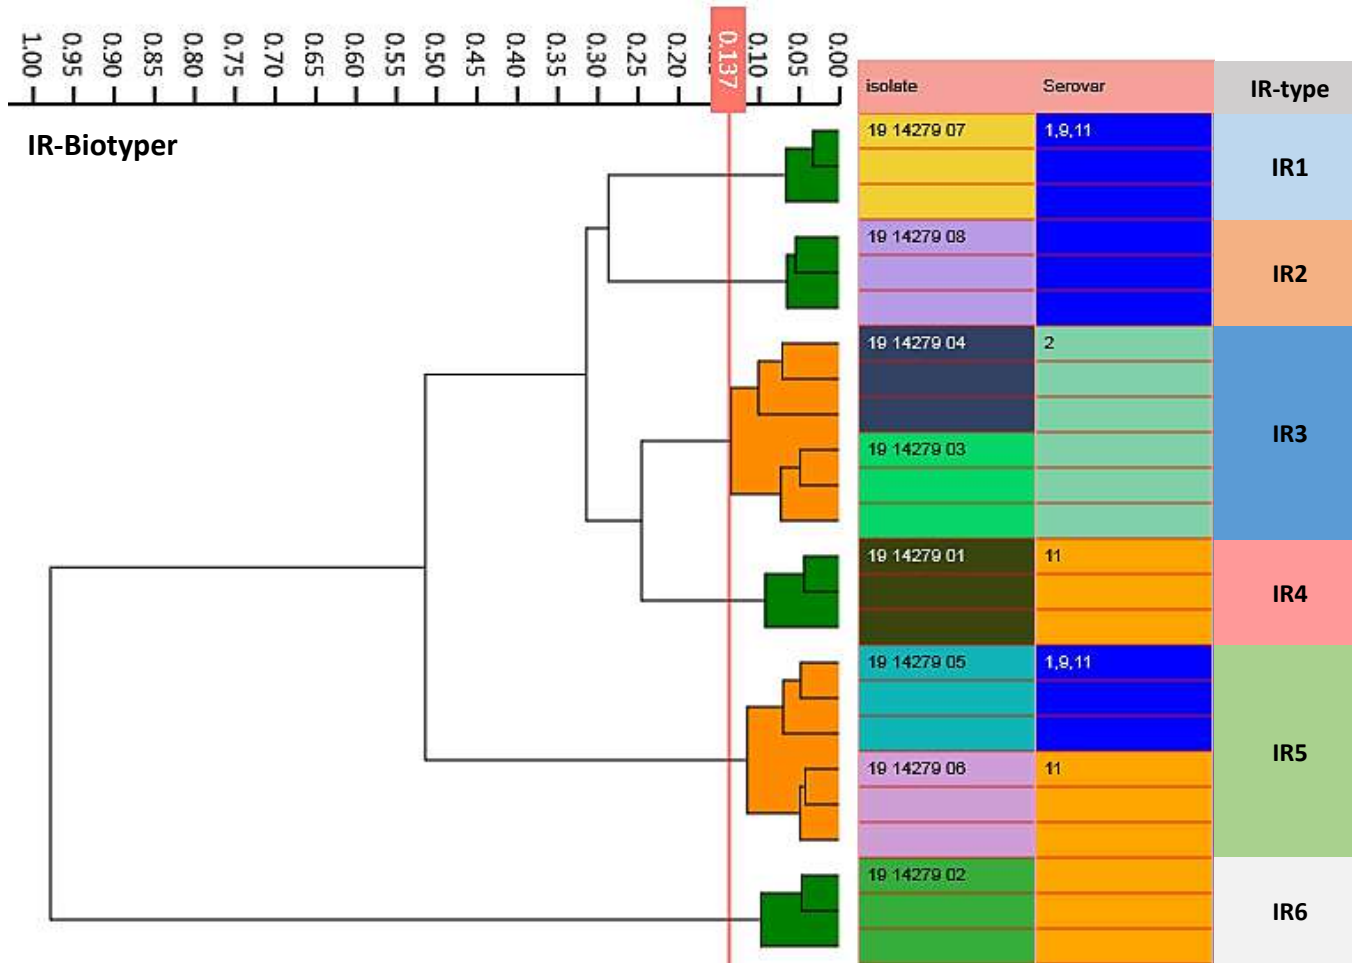 1.00 0.95 0.90 0.85 0.80 0.75 0.70 0.65 0.60 0.55 0.50 0.45 0.40 0.35 0.30 0.25 0.20 0.137 0.10 0.05 0.00
isolate Serovar IR-type
IR-Biotyper
19 14279 07 1,9,11 IR1
19 14279 08 IR2
19 14279 04 2
IR3
19 14279 03
19 14279 01 11 IR4
19 14279 05 1,9,11
IR5
19 14279 06 11
19 14279 02 IR6